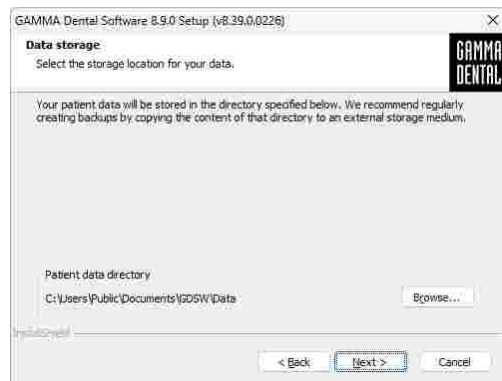 GAMMA Dental Software 8.9.0 Setup (v8.39.0.0226)
Data storage
Select the storage location for your data.
GAMMA
DENTAL
Your patient data will be stored in the directory specified below. We recommend regularly
creating backups by copying the content of that directory to an external storage medium.
Patient data directory
C:\Users\Public\Documents\GDSW\Data
Browse...
InstallShield
< Back
Next >
Cancel